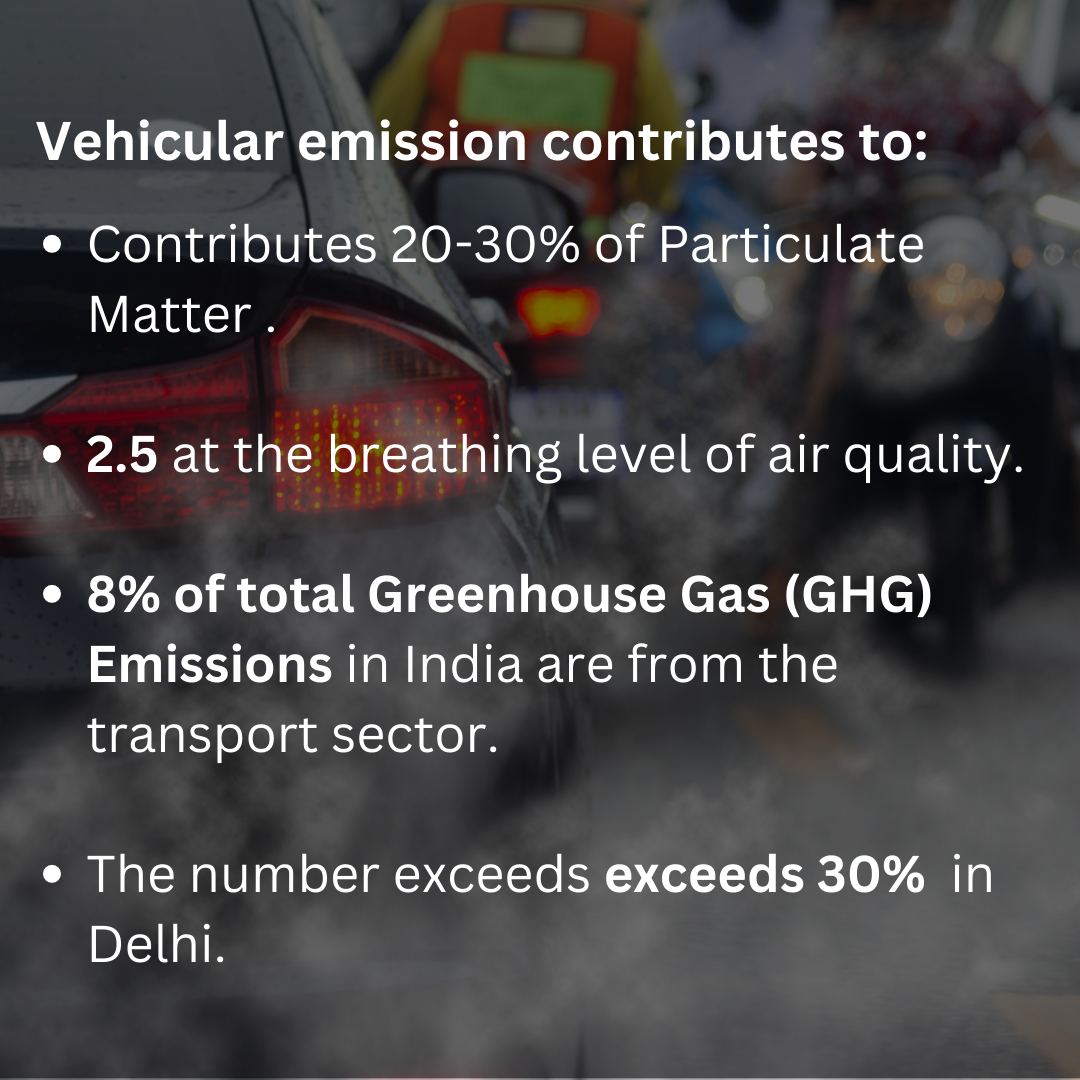 Vehicular emission contributes to:
• Contributes 20-30% of Particulate
Matter .
• 2.5 at the breathing level of air quality.
• 8% of total Greenhouse Gas (GHG)
Emissions in India are from the
transport sector.
• The number exceeds exceeds 30% in
Delhi.